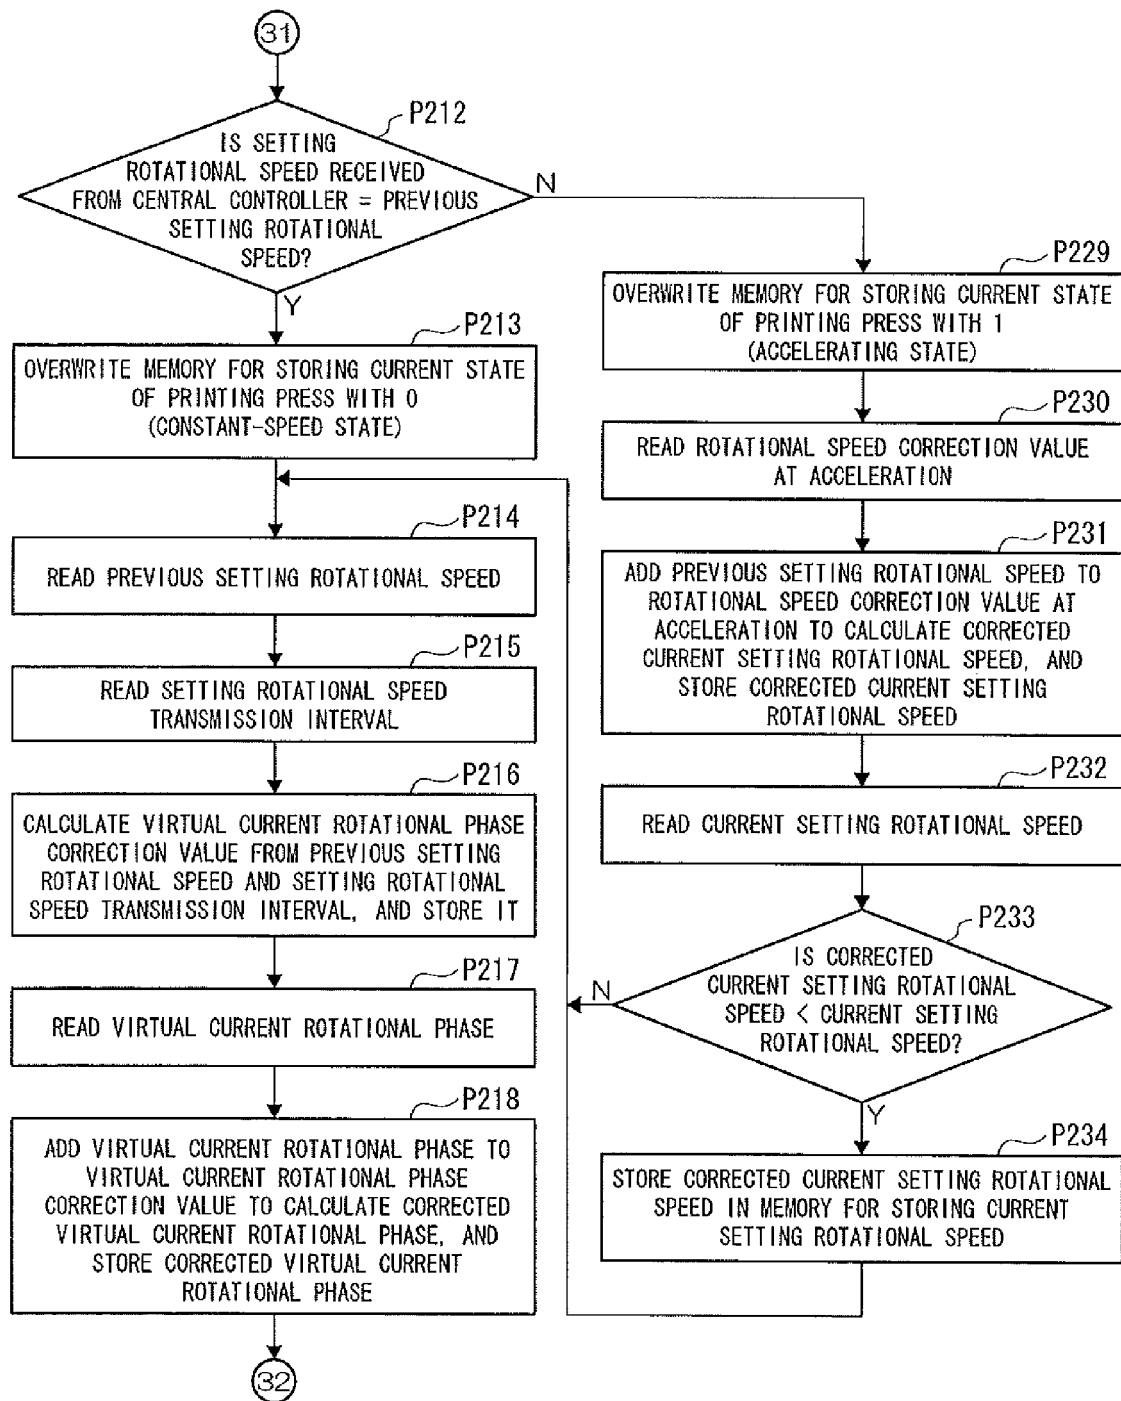 31
P212
IS SETTING
ROTATIONAL SPEED RECEIVED
FROM CENTRAL CONTROLLER = PREVIOUS
SETTING ROTATIONAL
SPEED?
N
Y
P213
OVERWRITE MEMORY FOR STORING CURRENT STATE
OF PRINTING PRESS WITH 0
(CONSTANT-SPEED STATE)
P214
READ PREVIOUS SETTING ROTATIONAL SPEED
P215
READ SETTING ROTATIONAL SPEED
TRANSMISSION INTERVAL
P216
CALCULATE VIRTUAL CURRENT ROTATIONAL PHASE
CORRECTION VALUE FROM PREVIOUS SETTING
ROTATIONAL SPEED AND SETTING ROTATIONAL
SPEED TRANSMISSION INTERVAL, AND STORE IT
P217
READ VIRTUAL CURRENT ROTATIONAL PHASE
P218
ADD VIRTUAL CURRENT ROTATIONAL PHASE TO
VIRTUAL CURRENT ROTATIONAL PHASE
CORRECTION VALUE TO CALCULATE CORRECTED
VIRTUAL CURRENT ROTATIONAL PHASE, AND
STORE CORRECTED VIRTUAL CURRENT
ROTATIONAL PHASE
32
P229
OVERWRITE MEMORY FOR STORING CURRENT STATE
OF PRINTING PRESS WITH 1
(ACCELERATING STATE)
P230
READ ROTATIONAL SPEED CORRECTION VALUE
AT ACCELERATION
P231
ADD PREVIOUS SETTING ROTATIONAL SPEED TO
ROTATIONAL SPEED CORRECTION VALUE AT
ACCELERATION TO CALCULATE CORRECTED
CURRENT SETTING ROTATIONAL SPEED, AND
STORE CORRECTED CURRENT SETTING
ROTATIONAL SPEED
P232
READ CURRENT SETTING ROTATIONAL SPEED
P233
IS CORRECTED
CURRENT SETTING ROTATIONAL
SPEED < CURRENT SETTING
ROTATIONAL SPEED?
N
Y
P234
STORE CORRECTED CURRENT SETTING ROTATIONAL
SPEED IN MEMORY FOR STORING CURRENT
SETTING ROTATIONAL SPEED